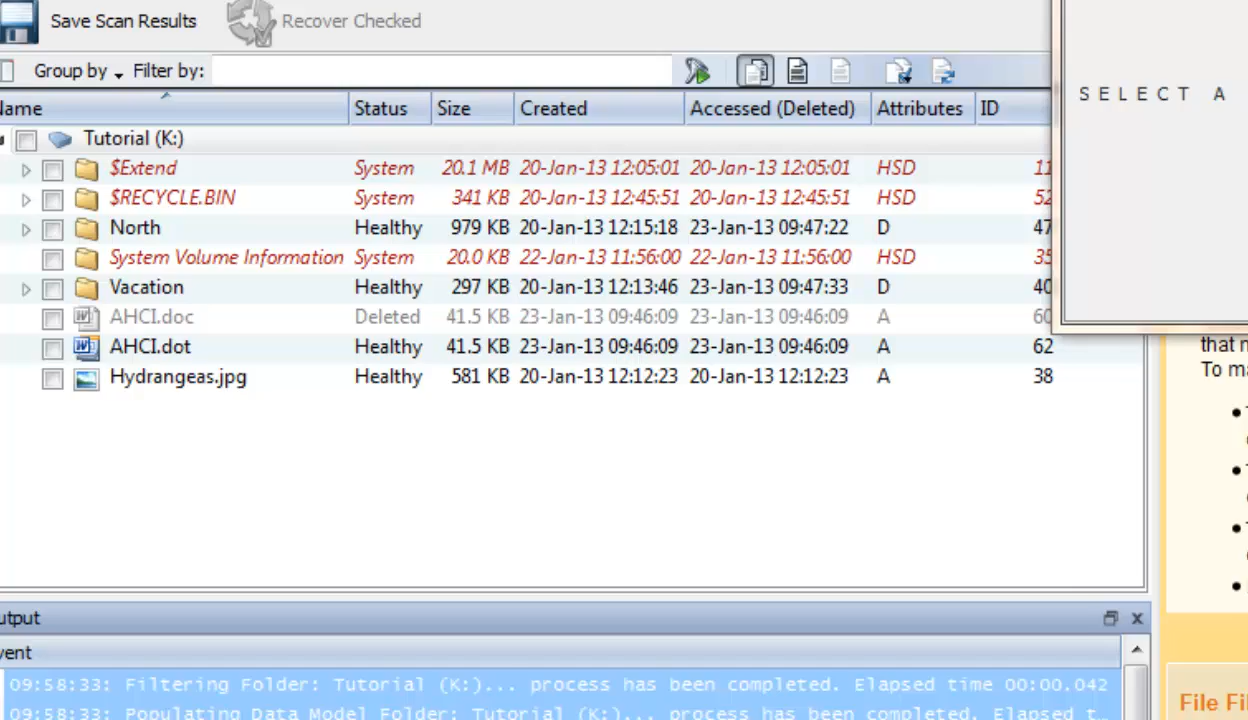 Save Scan Results Recover Checked
SELECT A
Group by Filter by:
Name Status Size Created Accessed (Deleted) Attributes ID
Tutorial (K:)
$Extend System 20.1 MB 20-Jan-13 12:05:01 20-Jan-13 12:05:01 HSD 11
$RECYCLE.BIN System 341 KB 20-Jan-13 12:45:51 20-Jan-13 12:45:51 HSD 52
North Healthy 979 KB 20-Jan-13 12:15:18 23-Jan-13 09:47:22 D 47
System Volume Information System 20.0 KB 22-Jan-13 11:56:00 22-Jan-13 11:56:00 HSD 35
Vacation Healthy 297 KB 20-Jan-13 12:13:46 23-Jan-13 09:47:33 D 40
AHCI.doc Deleted 41.5 KB 23-Jan-13 09:46:09 23-Jan-13 09:46:09 A 60
AHCI.dot Healthy 41.5 KB 23-Jan-13 09:46:09 23-Jan-13 09:46:09 A 62
Hydrangeas.jpg Healthy 581 KB 20-Jan-13 12:12:23 20-Jan-13 12:12:23 A 38
that
To
utput
vent
09:58:33: Filtering Folder: Tutorial (K:)... process has been completed. Elapsed time 00:00.042
09:58:33: Populating Data Model Folder: Tutorial (K:)... process has been completed. Elapsed t
File Fi